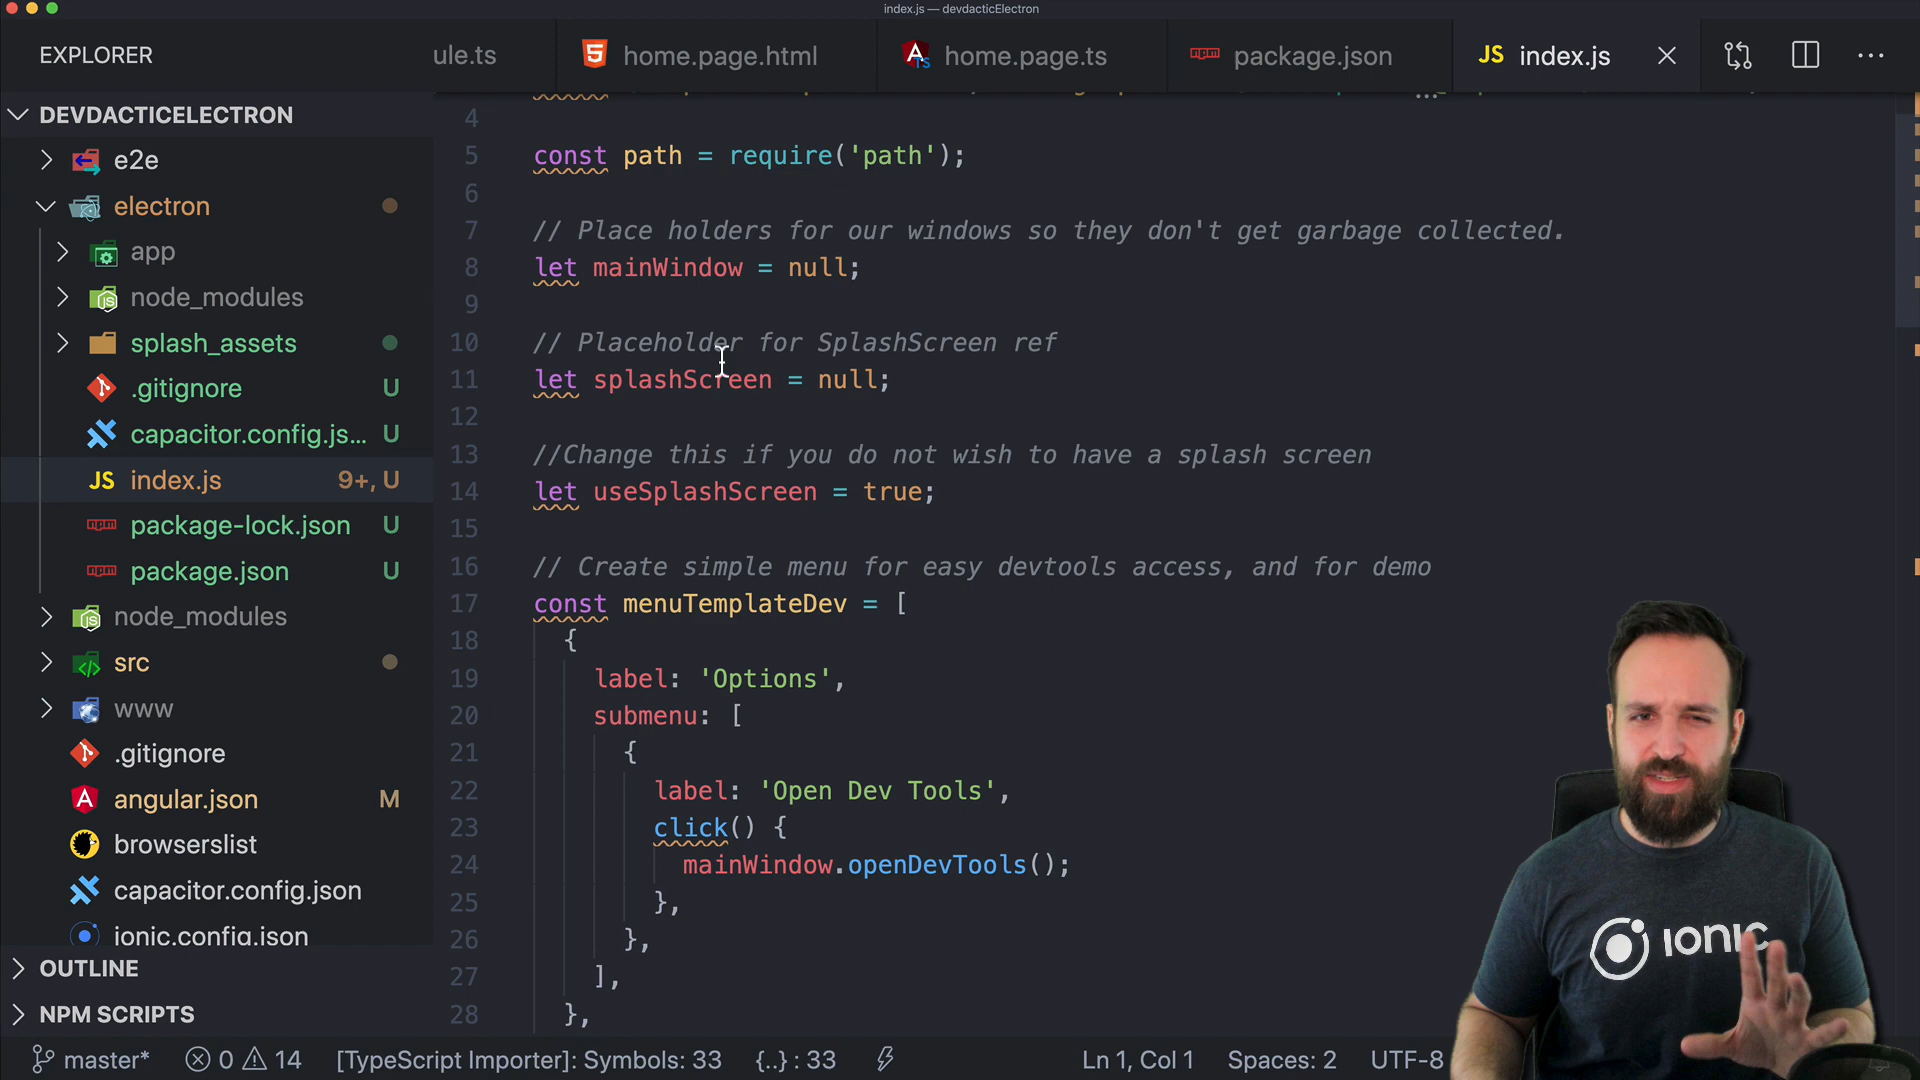 index.js — devdacticElectron
EXPLORER
ule.ts
home.page.html
home.page.ts
package.json
JS index.js
DEVDACTICELECTRON
e2e
electron
app
node_modules
splash_assets
.gitignore U
capacitor.config.js... U
JS index.js 9+, U
package-lock.json U
package.json U
node_modules
src
www
.gitignore
angular.json M
browserslist
capacitor.config.json
ionic.config.json
OUTLINE
NPM SCRIPTS
4
5 const path = require('path');
6
7 // Place holders for our windows so they don't get garbage collected.
8 let mainWindow = null;
9
10 // Placeholder for SplashScreen ref
11 let splashScreen = null;
12
13 //Change this if you do not wish to have a splash screen
14 let useSplashScreen = true;
15
16 // Create simple menu for easy devtools access, and for demo
17 const menuTemplateDev = [
18 {
19 label: 'Options',
20 submenu: [
21 {
22 label: 'Open Dev Tools',
23 click() {
24 mainWindow.openDevTools();
25 },
26 },
27 ],
28 },
IONIC
master* 0 14 [TypeScript Importer]: Symbols: 33 {..} : 33 Ln 1, Col 1 Spaces: 2 UTF-8